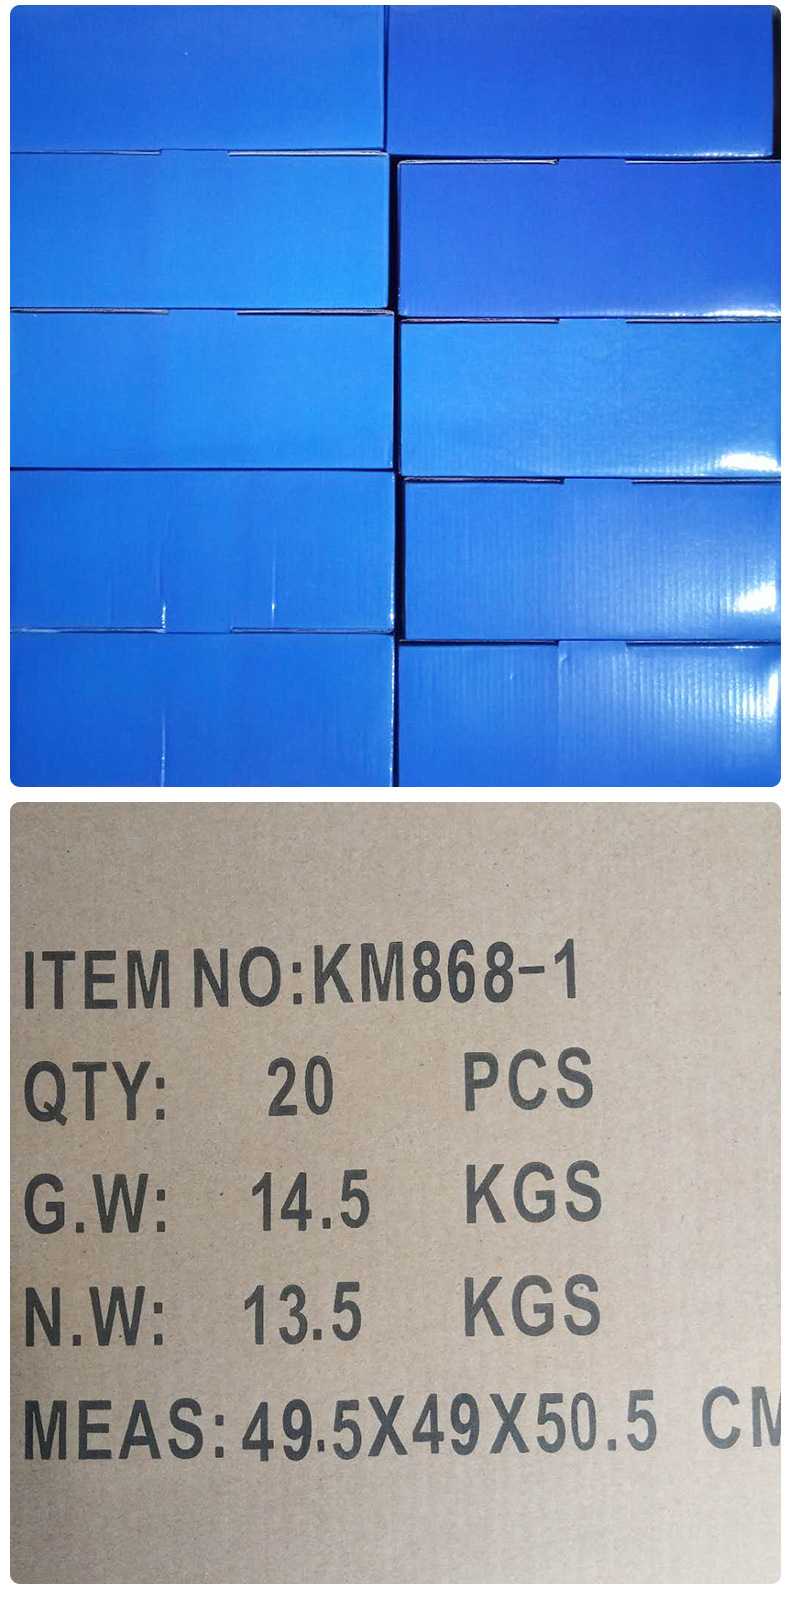 ITEM NO:KM868-1
QTY: 20 PCS
G.W: 14.5 KGS
N.W: 13.5 KGS
MEAS:49.5X49X50.5 CM